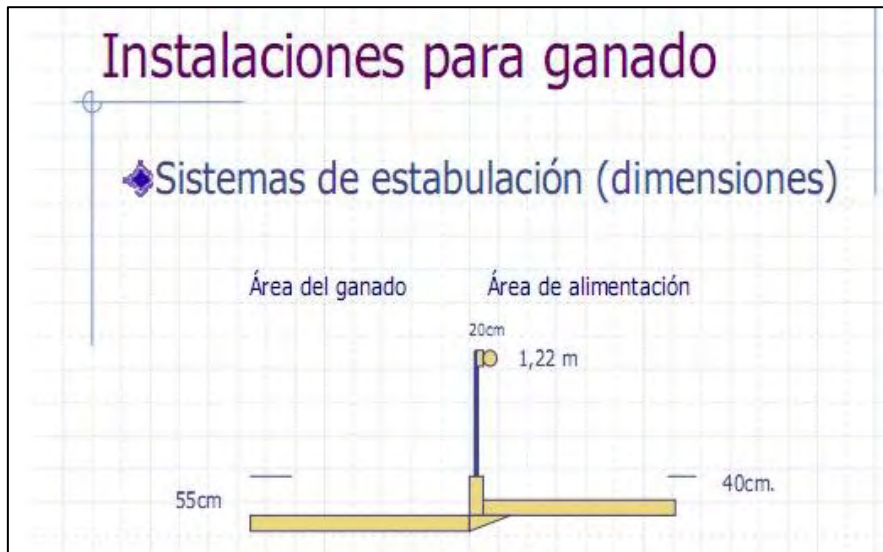 Instalaciones para ganado
Sistemas de estabulación (dimensiones)
Área del ganado
Área de alimentación
20cm
1,22 m
55cm
40cm.